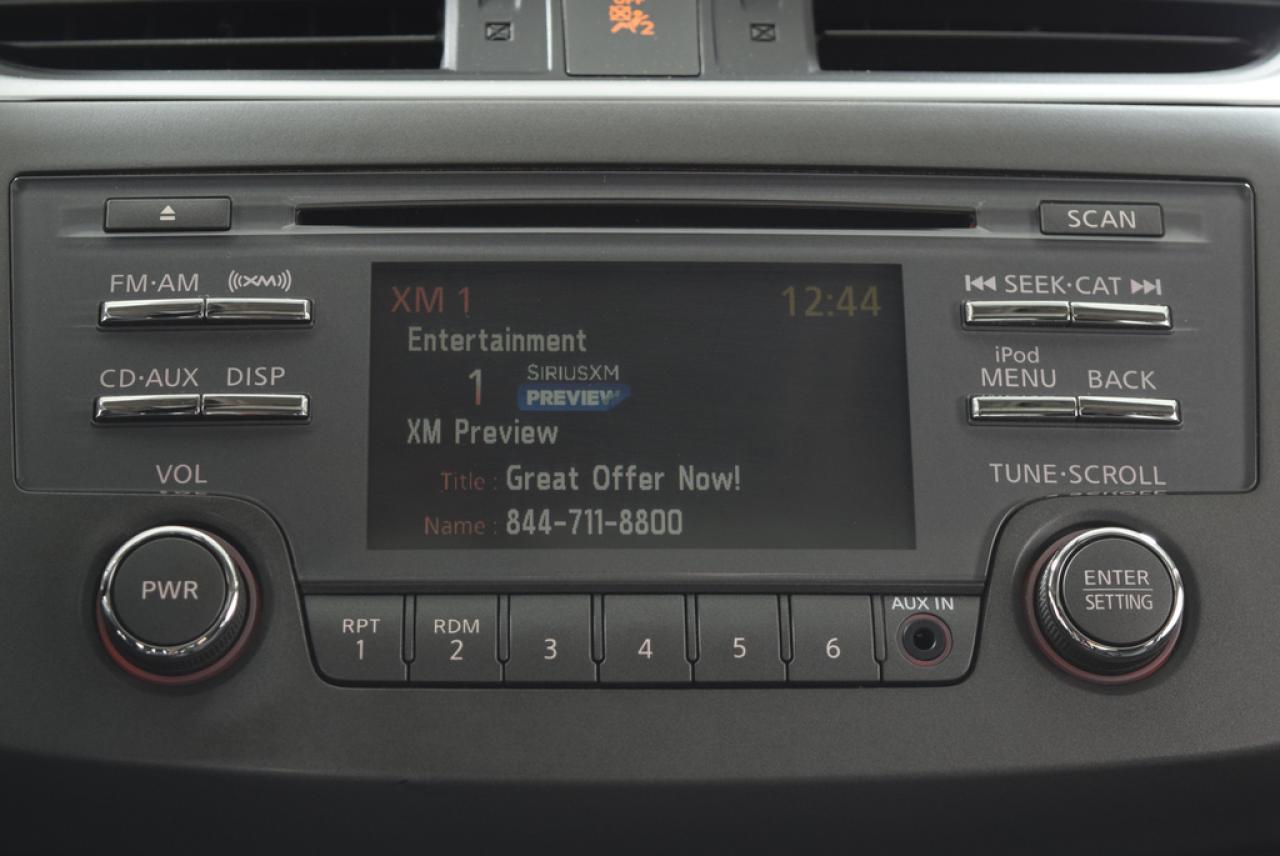 SCAN
FM·AM
XM
SEEK·CAT
XM 1
12:44
Entertainment
1
SIRIUSXM
PREVIEW
XM Preview
Title : Great Offer Now!
Name : 844-711-8800
CD·AUX
DISP
iPod
MENU
BACK
VOL
TUNE·SCROLL
PWR
ENTER
SETTING
RPT
1
RDM
2
3
4
5
6
AUX IN